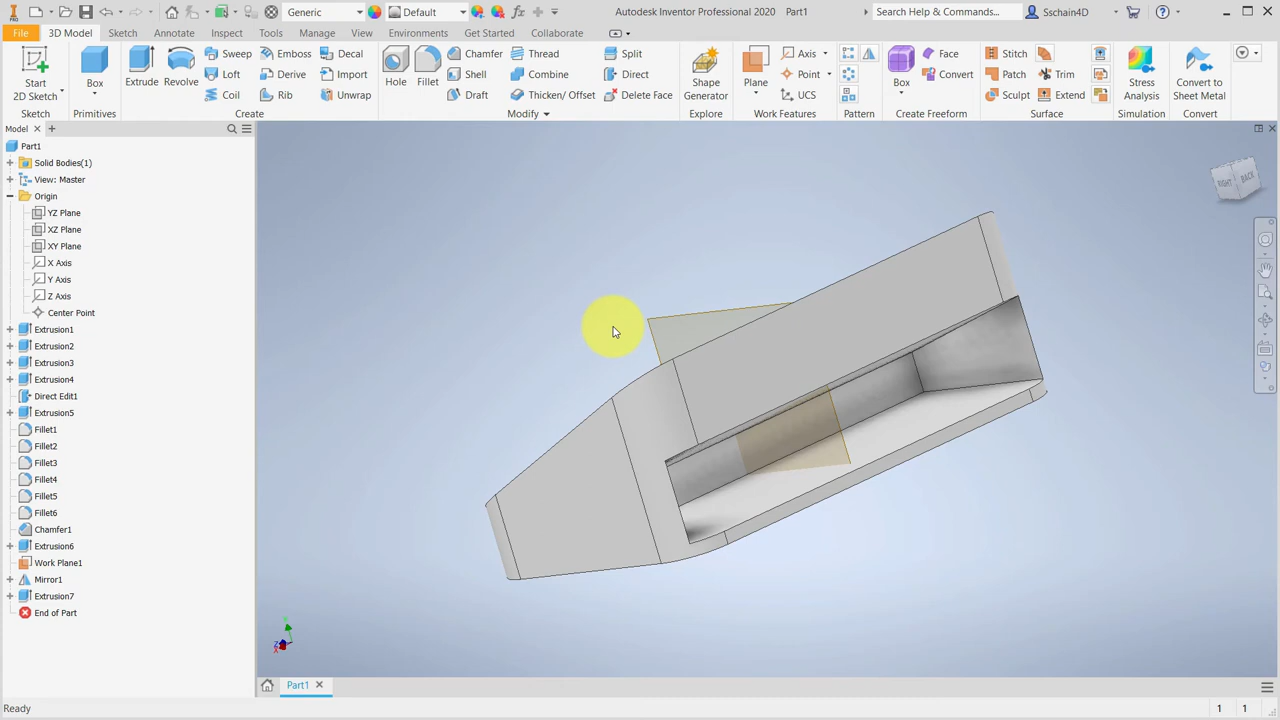 Generic
Default
Autodesk Inventor Professional 2020 Part1
Search Help & Commands...
Sschain4D
PRO
File
3D Model
Sketch
Annotate
Inspect
Tools
Manage
View
Environments
Get Started
Collaborate
Start
2D Sketch
Sketch
Box
Primitives
Extrude
Revolve
Sweep
Loft
Coil
Emboss
Derive
Rib
Decal
Import
Unwrap
Create
Hole
Fillet
Chamfer
Shell
Draft
Thread
Combine
Thicken/ Offset
Split
Direct
Delete Face
Modify
Shape
Generator
Explore
Plane
Axis
Point
UCS
Work Features
Pattern
Box
Face
Convert
Create Freeform
Stitch
Patch
Sculpt
Trim
Extend
Surface
Stress
Analysis
Simulation
Convert to
Sheet Metal
Convert
Model
Part1
Solid Bodies(1)
View: Master
Origin
YZ Plane
XZ Plane
XY Plane
X Axis
Y Axis
Z Axis
Center Point
Extrusion1
Extrusion2
Extrusion3
Extrusion4
Direct Edit1
Extrusion5
Fillet1
Fillet2
Fillet3
Fillet4
Fillet5
Fillet6
Chamfer1
Extrusion6
Work Plane1
Mirror1
Extrusion7
End of Part
RIGHT
BACK
Part1
Ready
1 1